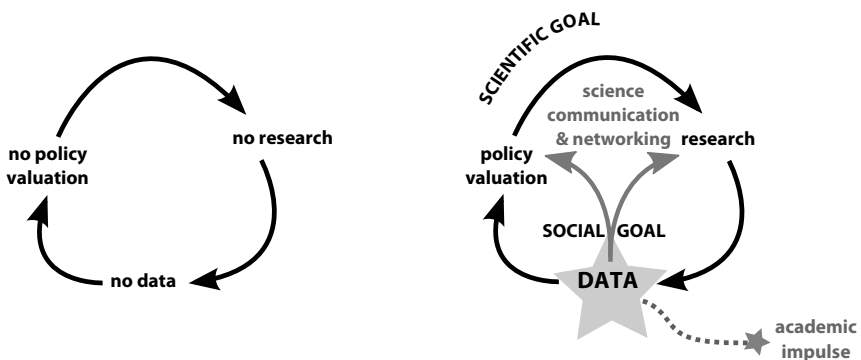 no policy
valuation
no research
no data
SCIENTIFIC GOAL
science
communication
& networking
policy
valuation
research
SOCIAL GOAL
DATA
academic
impulse